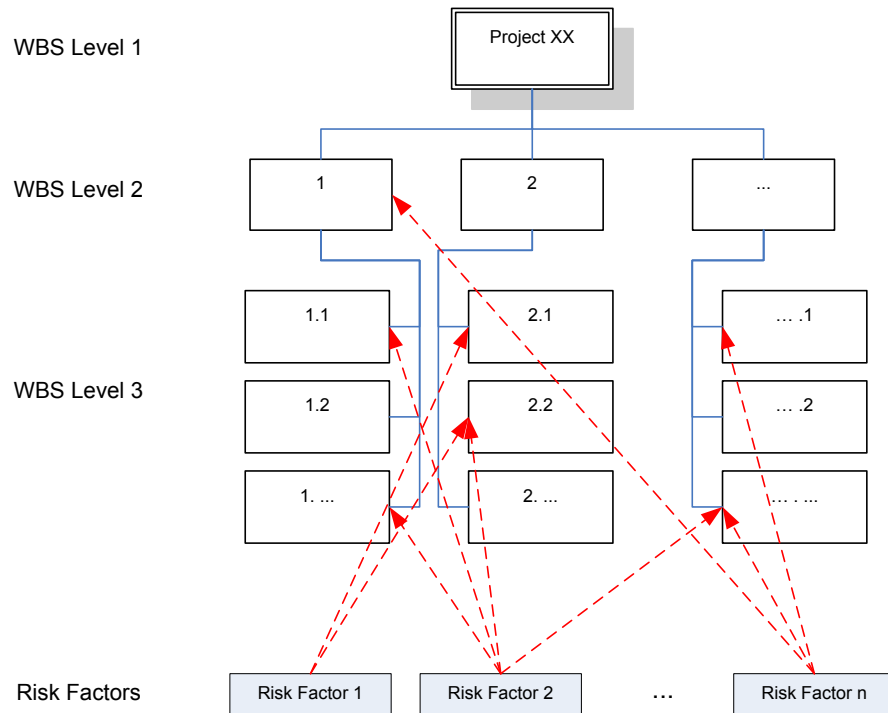 WBS Level 1
Project XX
WBS Level 2
1
2
...
WBS Level 3
1.1
2.1
... .1
1.2
2.2
... .2
1. ...
2. ...
... . ...
Risk Factors
Risk Factor 1
Risk Factor 2
...
Risk Factor n